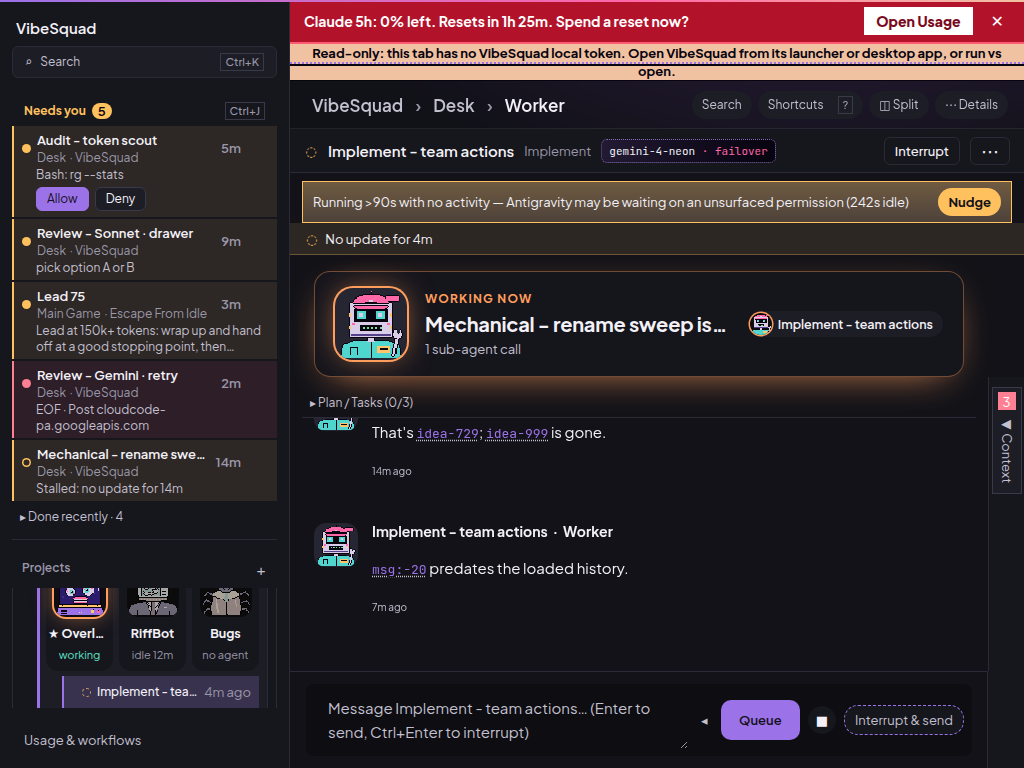 VibeSquad
Search Ctrl+K
Needs you 5 Ctrl+J
Audit – token scout 5m
Desk · VibeSquad
Bash: rg --stats
Allow Deny
Review – Sonnet · drawer 9m
Desk · VibeSquad
pick option A or B
Lead 75 3m
Main Game · Escape From Idle
Lead at 150k+ tokens: wrap up and hand
off at a good stopping point, then…
Review – Gemini · retry 2m
Desk · VibeSquad
EOF · Post cloudcode-
pa.googleapis.com
Mechanical – rename swe… 14m
Desk · VibeSquad
Stalled: no update for 14m
▸ Done recently · 4
Projects +
★ Overl… RiffBot Bugs
working idle 12m no agent
Implement – tea… 4m ago
Usage & workflows
Claude 5h: 0% left. Resets in 1h 25m. Spend a reset now? Open Usage ✕
Read-only: this tab has no VibeSquad local token. Open VibeSquad from its launcher or desktop app, or run vs
open.
VibeSquad › Desk › Worker Search Shortcuts ? Split ⋯ Details
Implement – team actions Implement gemini-4-neon · failover Interrupt ⋯
Running >90s with no activity — Antigravity may be waiting on an unsurfaced permission (242s idle) Nudge
No update for 4m
WORKING NOW
Mechanical – rename sweep is… Implement – team actions
1 sub-agent call
▸ Plan / Tasks (0/3)
That's idea-729; idea-999 is gone.
14m ago
Implement – team actions · Worker
msg:-20 predates the loaded history.
7m ago
3 ◀ Context
Message Implement – team actions… (Enter to
send, Ctrl+Enter to interrupt)
◂ Queue ■ Interrupt & send